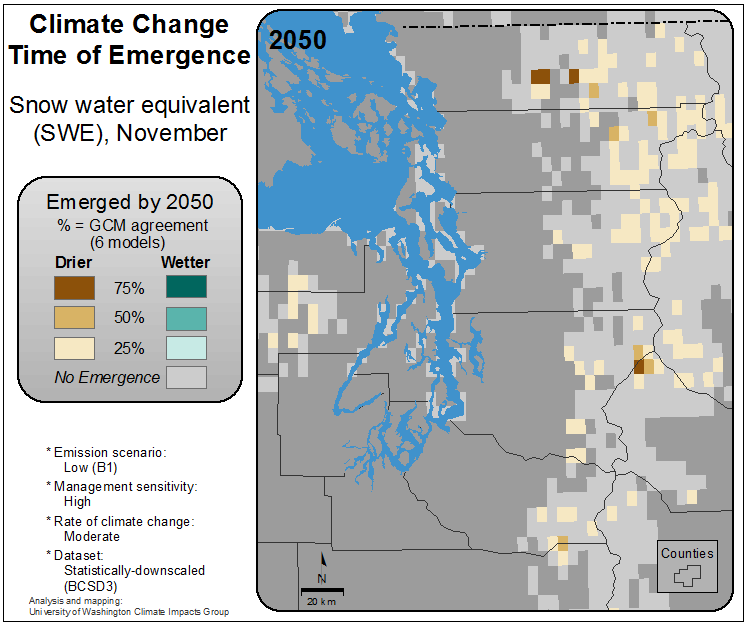 Climate Change
Time of Emergence
Snow water equivalent
(SWE), November
Emerged by 2050
% = GCM agreement
(6 models)
Drier Wetter
75%
50%
25%
No Emergence
* Emission scenario:
Low (B1)
* Management sensitivity:
High
* Rate of climate change:
Moderate
* Dataset:
Statistically-downscaled
(BCSD3)
Analysis and mapping:
University of Washington Climate Impacts Group
2050
N
20 km
Counties